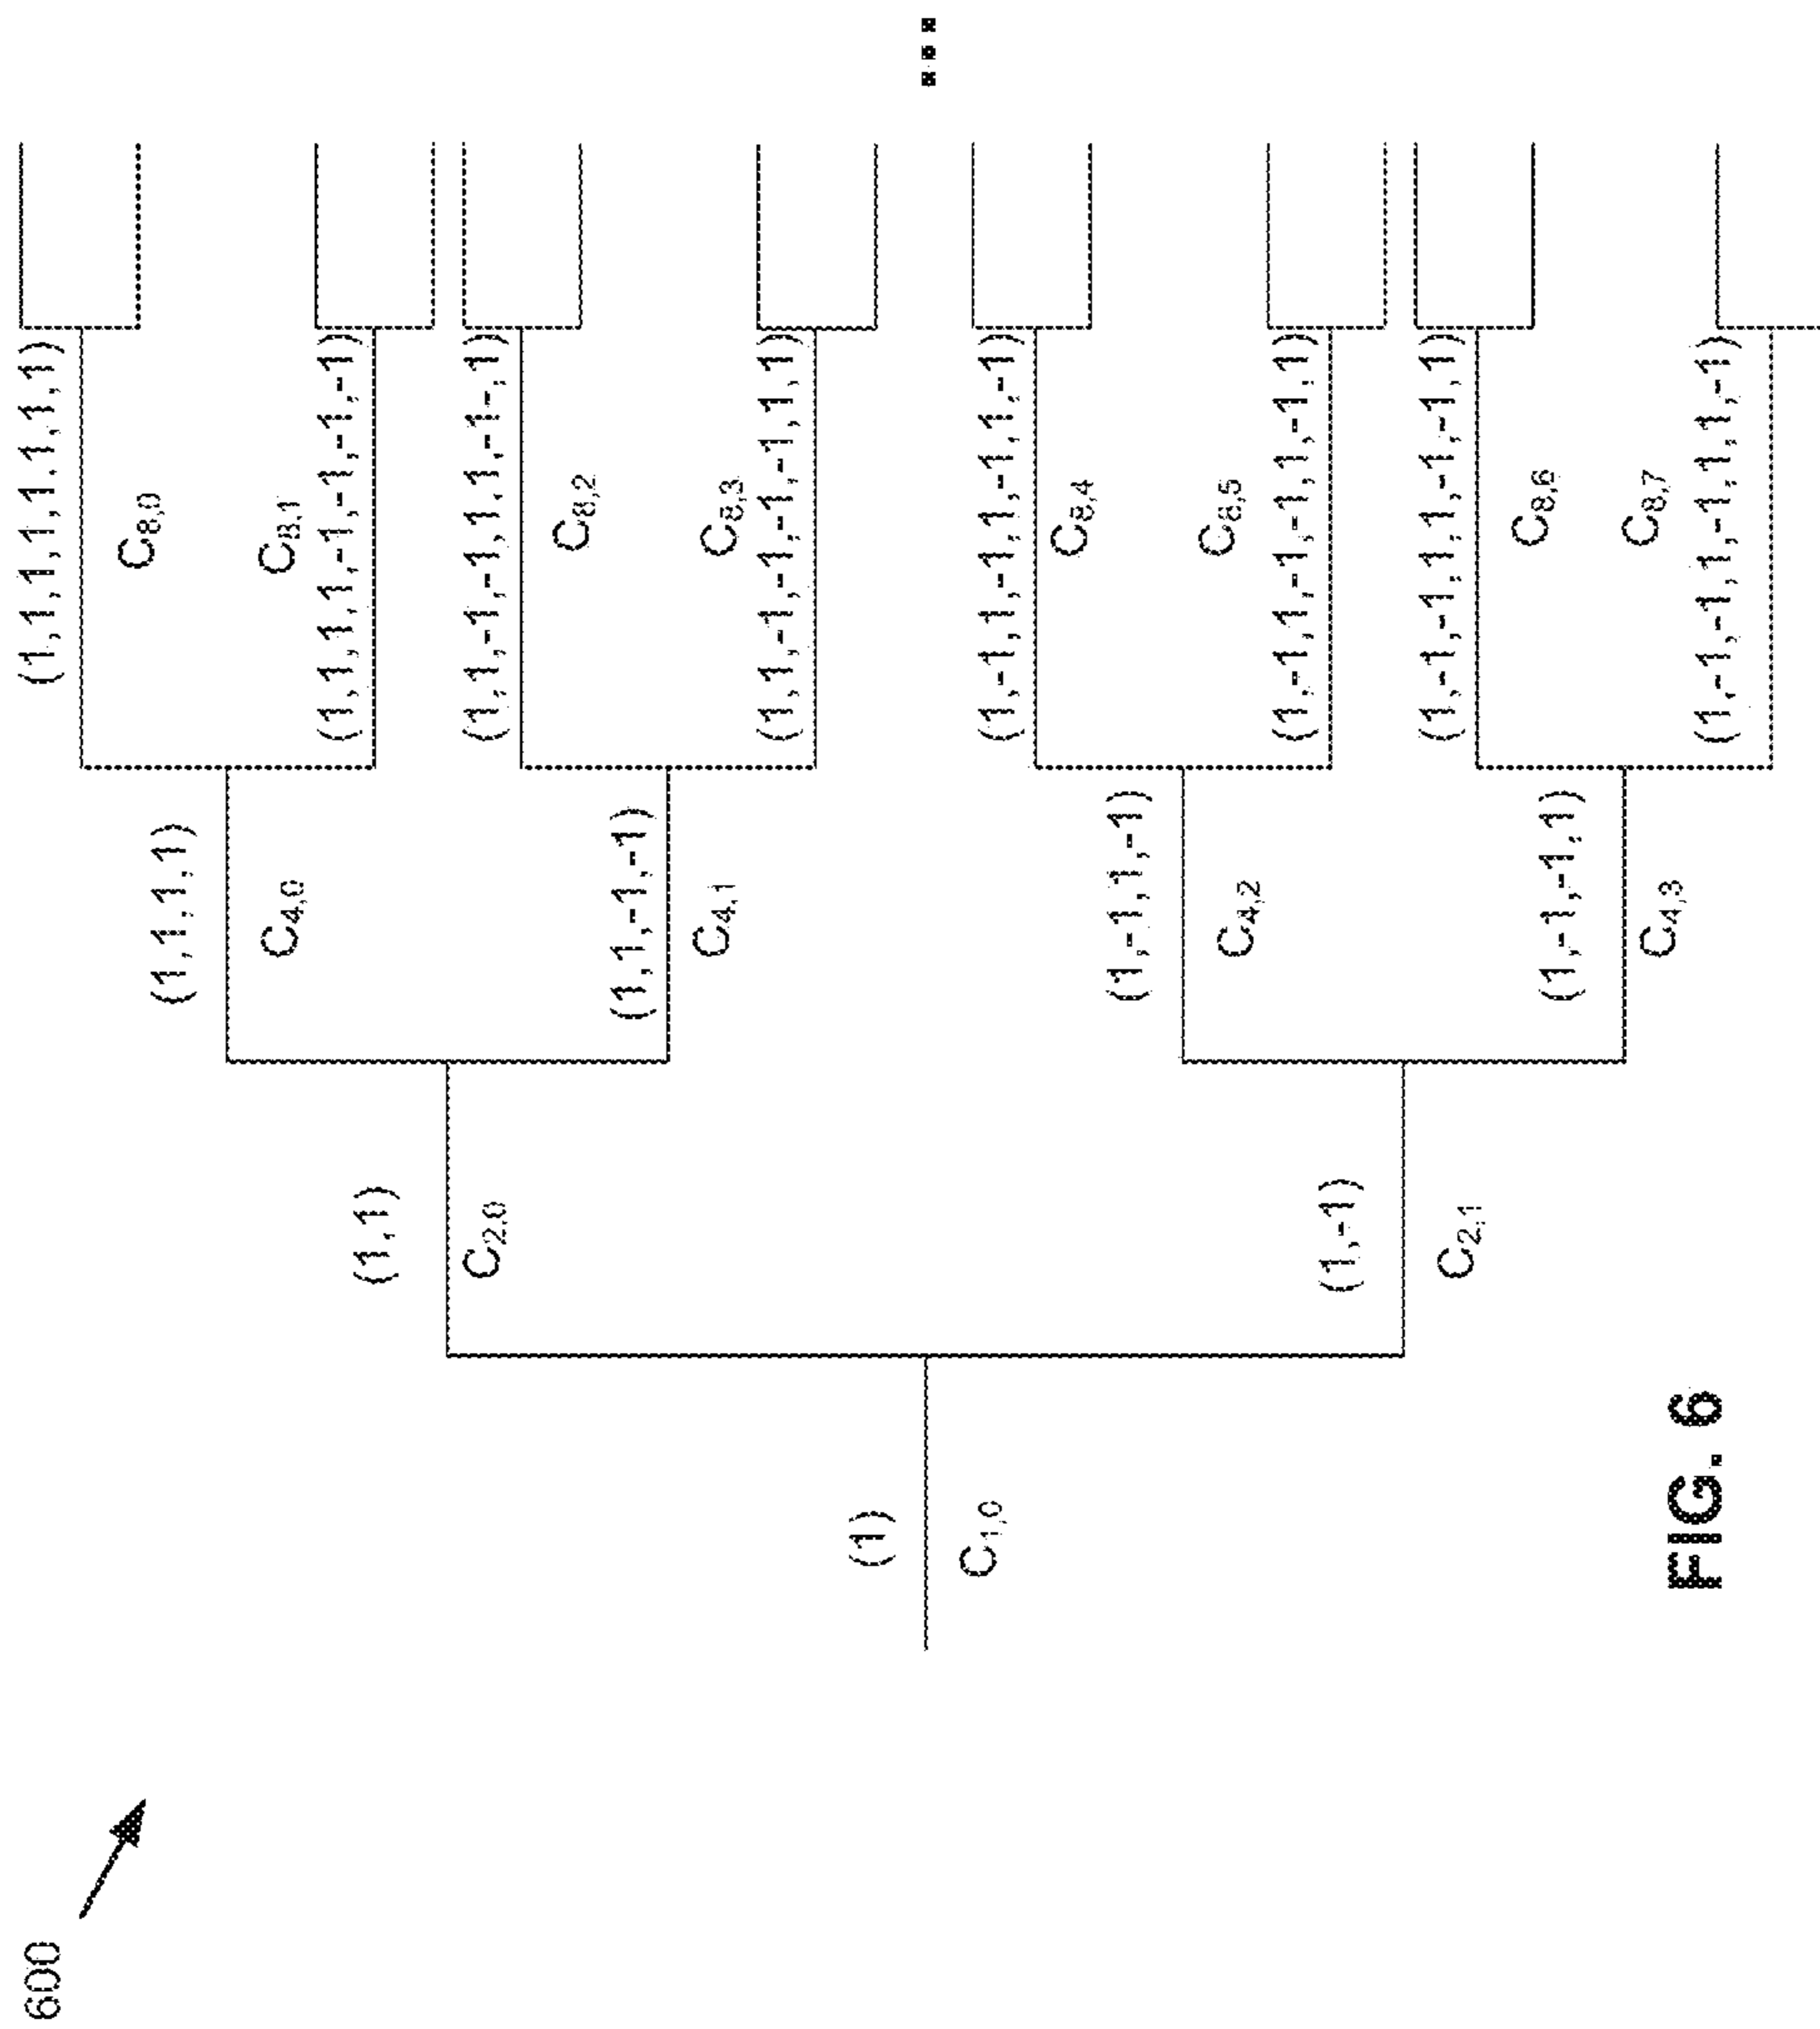 600
(1)
C1,0
(1,1)
C2,0
(1,-1)
C2,1
(1,1,1,1)
C4,0
(1,1,-1,-1)
C4,1
(1,-1,1,-1)
C4,2
(1,-1,-1,1)
C4,3
(1,1,1,1,1,1,1,1)
C8,0
C8,1
(1,1,1,1,-1,-1,-1,-1)
(1,1,-1,-1,1,1,-1-,1)
C8,2
C8,3
(1,1,-1,-1,-1,-1,1,1)
(1,-1,1,-1,1,-1,1,-1)
C8,4
C8,5
(1,-1,1,-1,-1,1,-1,1)
(1,-1,-1,1,1,-1,-1,1)
C8,6
C8,7
(1,-1,-1,1,-1,1,1,-1)
...
FIG. 6